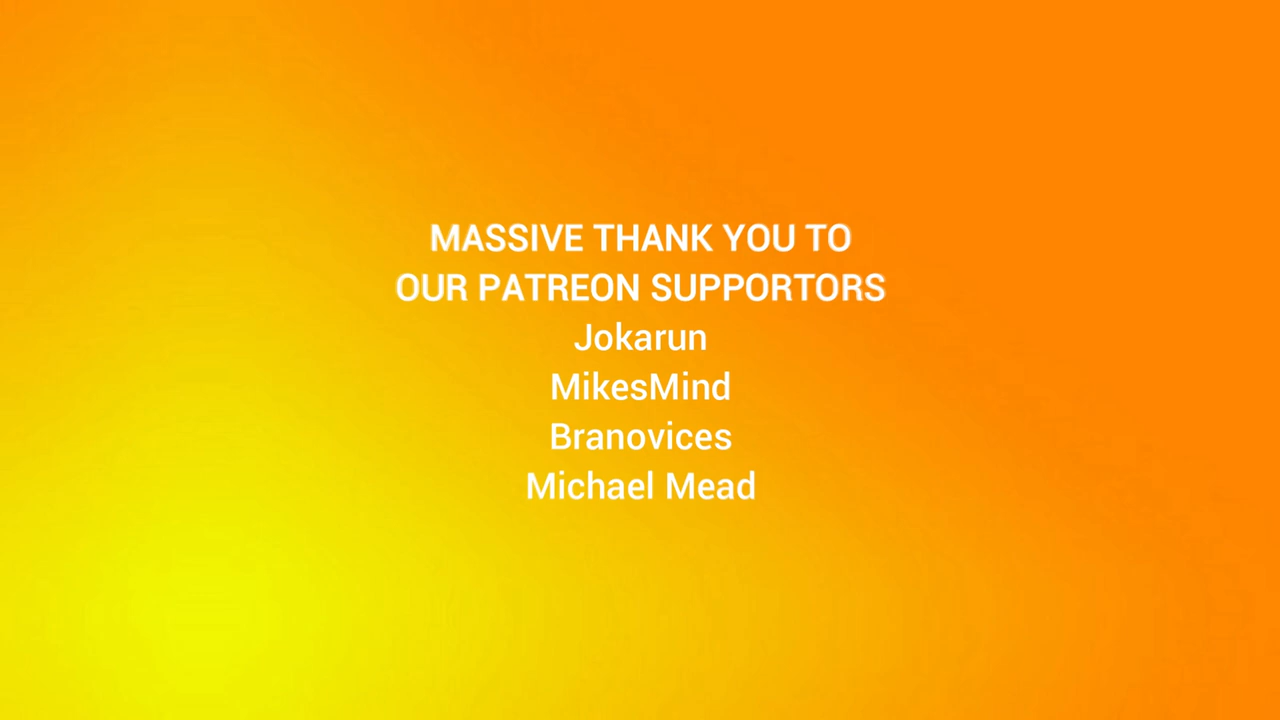 MASSIVE THANK YOU TO
OUR PATREON SUPPORTORS
Jokarun
MikesMind
Branovices
Michael Mead